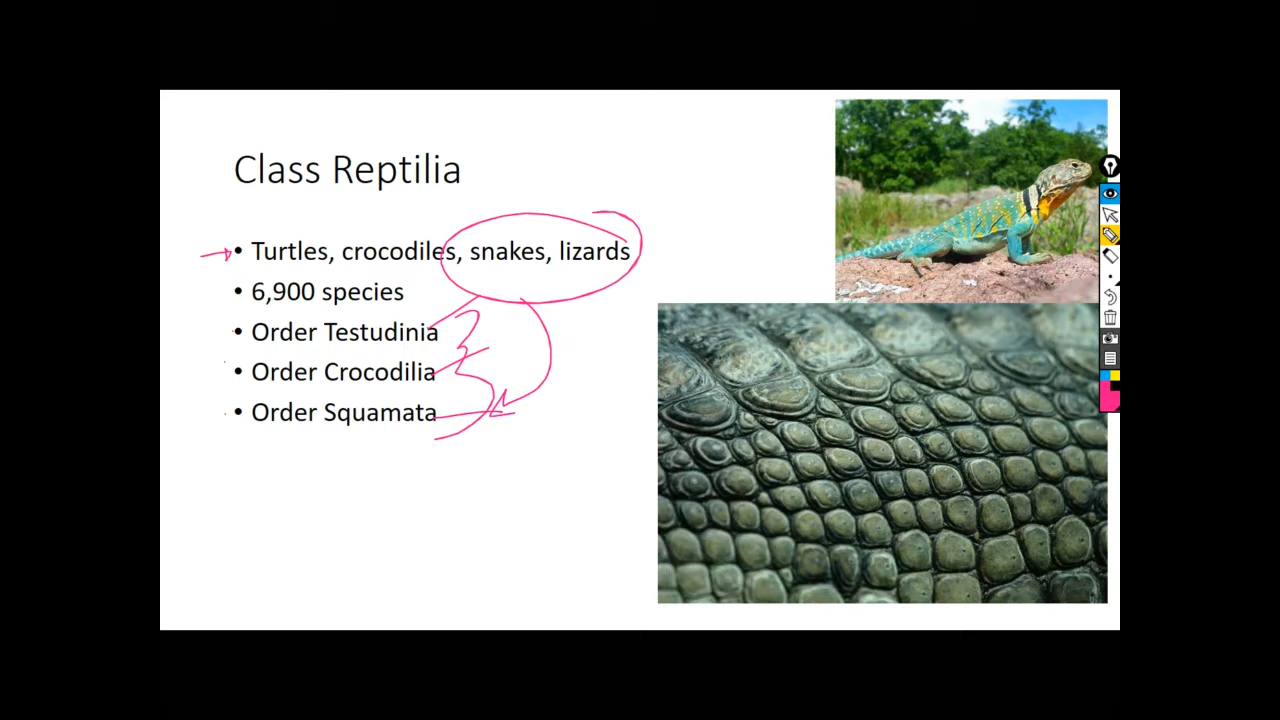 Class Reptilia
• Turtles, crocodiles, snakes, lizards
• 6,900 species
• Order Testudinia
• Order Crocodilia
• Order Squamata